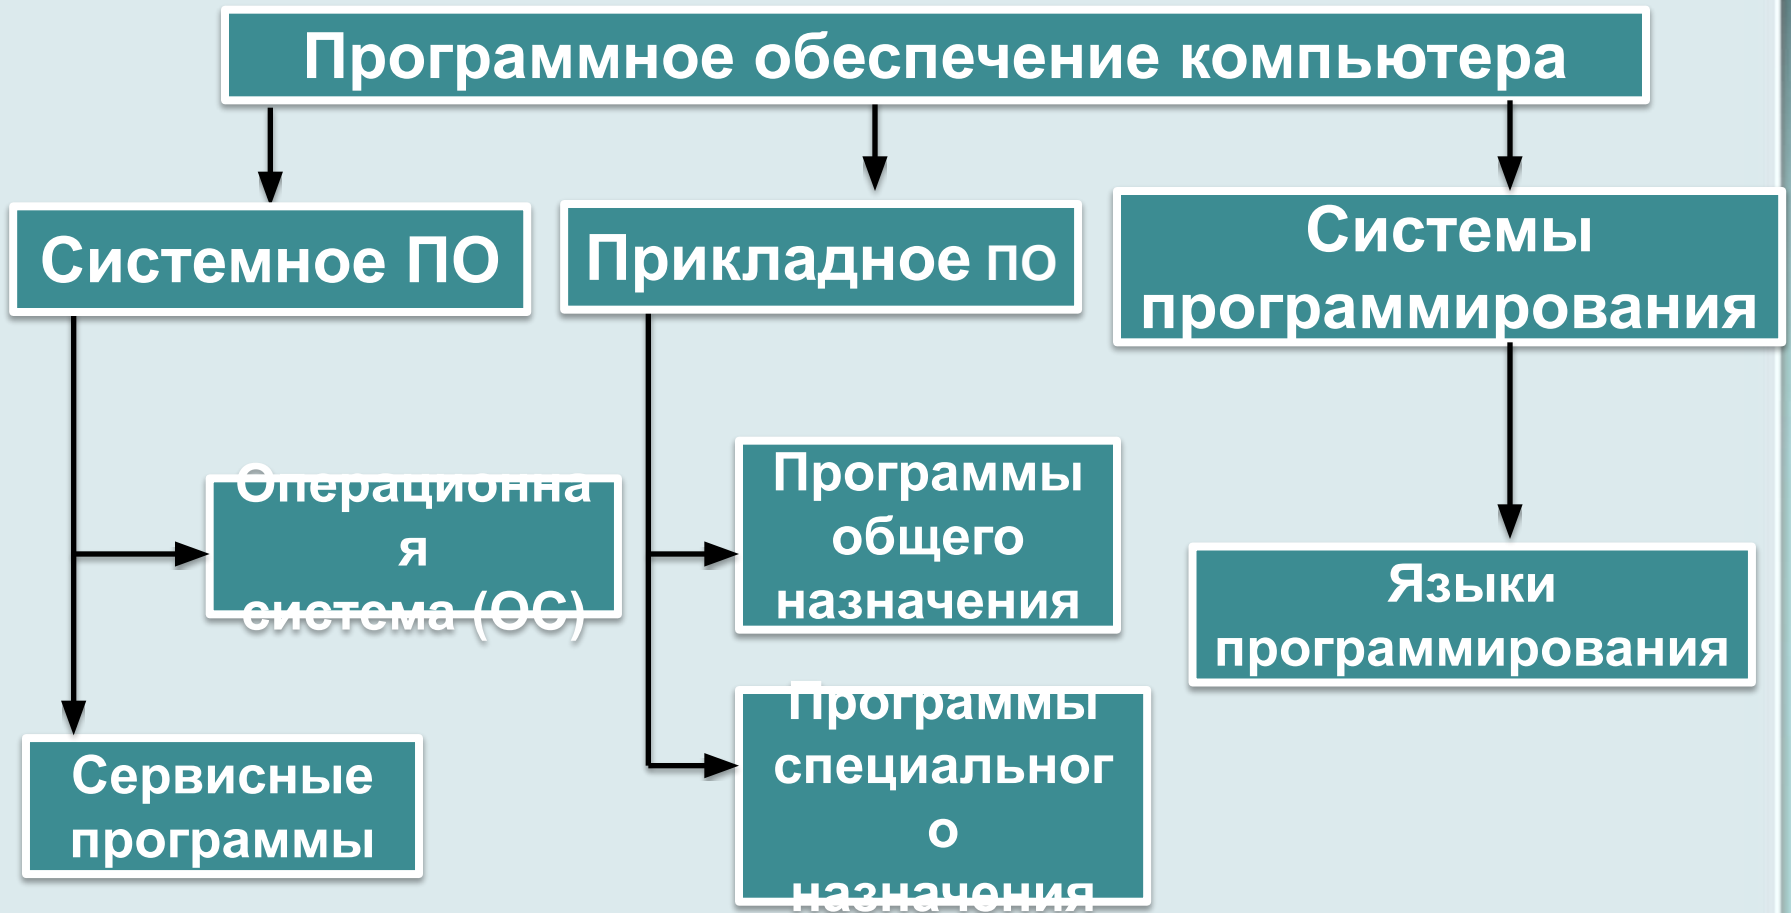 Программное обеспечение компьютера
Системное ПО
Прикладное ПО
Системы
программирования
Операционна
я
система (ОС)
Программы
общего
назначения
Языки
программирования
Сервисные
программы
Программы
специальног
о
назначения